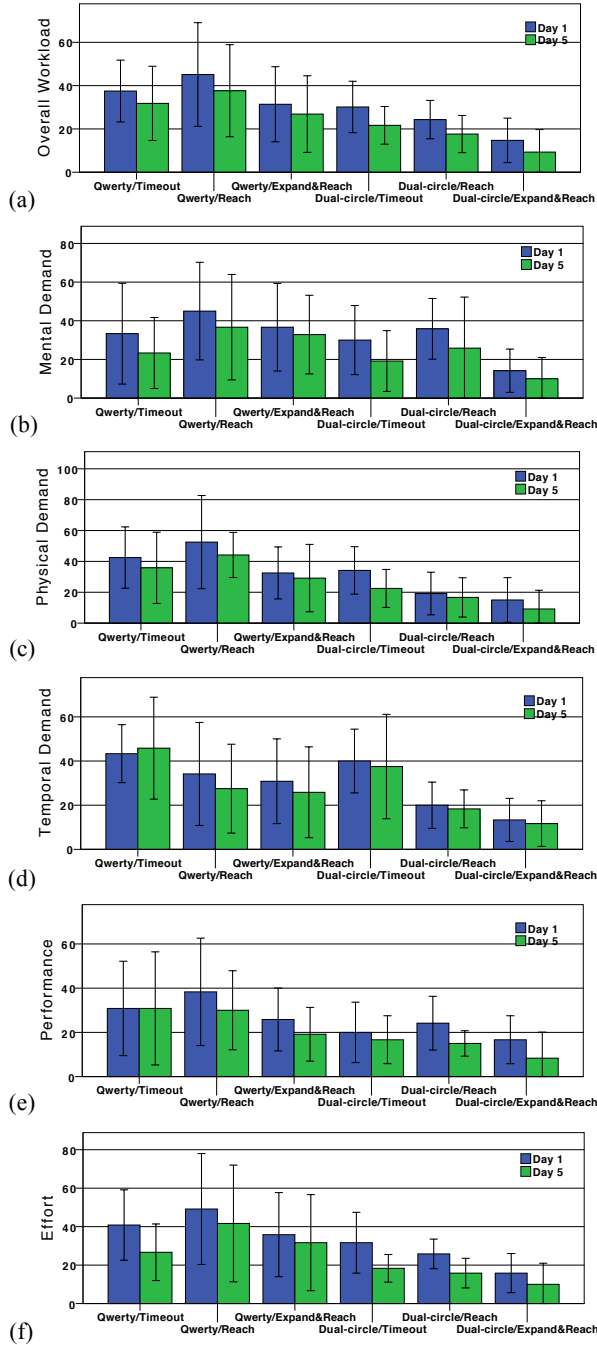 Day 1
Day 5
60
40
20
0
Overall Workload
Qwerty/Timeout
Qwerty/Reach
Qwerty/Expand&Reach
Dual-circle/Timeout
Dual-circle/Reach
Dual-circle/Expand&Reach
(a)
Day 1
Day 5
80
60
40
20
0
Mental Demand
Qwerty/Timeout
Qwerty/Reach
Qwerty/Expand&Reach
Dual-circle/Timeout
Dual-circle/Reach
Dual-circle/Expand&Reach
(b)
Day 1
Day 5
100
80
60
40
20
0
Physical Demand
Qwerty/Timeout
Qwerty/Reach
Qwerty/Expand&Reach
Dual-circle/Timeout
Dual-circle/Reach
Dual-circle/Expand&Reach
(c)
Day 1
Day 5
60
40
20
0
Temporal Demand
Qwerty/Timeout
Qwerty/Reach
Qwerty/Expand&Reach
Dual-circle/Timeout
Dual-circle/Reach
Dual-circle/Expand&Reach
(d)
Day 1
Day 5
60
40
20
0
Performance
Qwerty/Timeout
Qwerty/Reach
Qwerty/Expand&Reach
Dual-circle/Timeout
Dual-circle/Reach
Dual-circle/Expand&Reach
(e)
Day 1
Day 5
80
60
40
20
0
Effort
Qwerty/Timeout
Qwerty/Reach
Qwerty/Expand&Reach
Dual-circle/Timeout
Dual-circle/Reach
Dual-circle/Expand&Reach
(f)